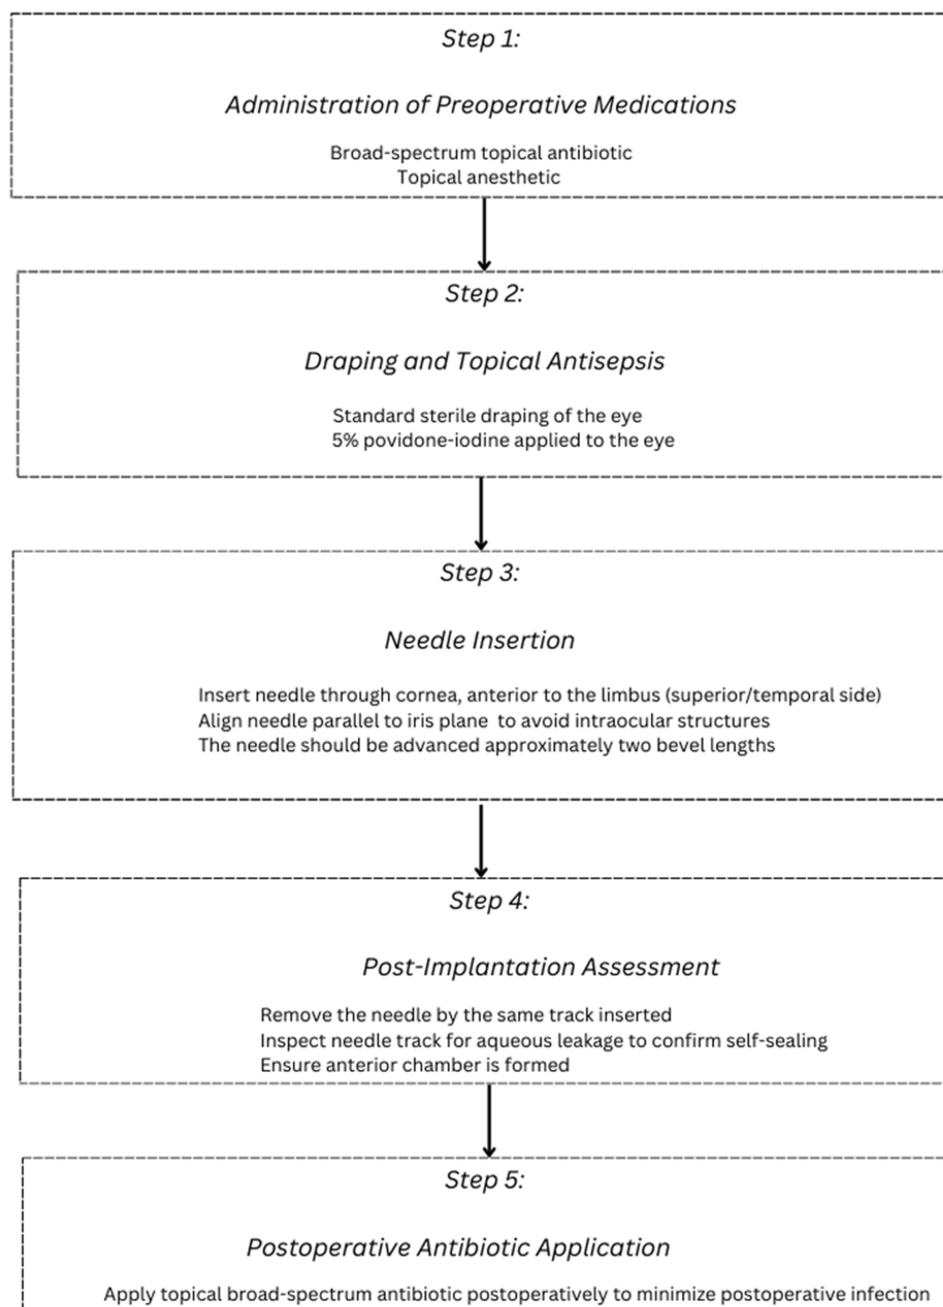 Step 1:
Administration of Preoperative Medications
Broad-spectrum topical antibiotic
Topical anesthetic
Step 2:
Draping and Topical Antisepsis
Standard sterile draping of the eye
5% povidone-iodine applied to the eye
Step 3:
Needle Insertion
Insert needle through cornea, anterior to the limbus (superior/temporal side)
Align needle parallel to iris plane to avoid intraocular structures
The needle should be advanced approximately two bevel lengths
Step 4:
Post-Implantation Assessment
Remove the needle by the same track inserted
Inspect needle track for aqueous leakage to confirm self-sealing
Ensure anterior chamber is formed
Step 5:
Postoperative Antibiotic Application
Apply topical broad-spectrum antibiotic postoperatively to minimize postoperative infection